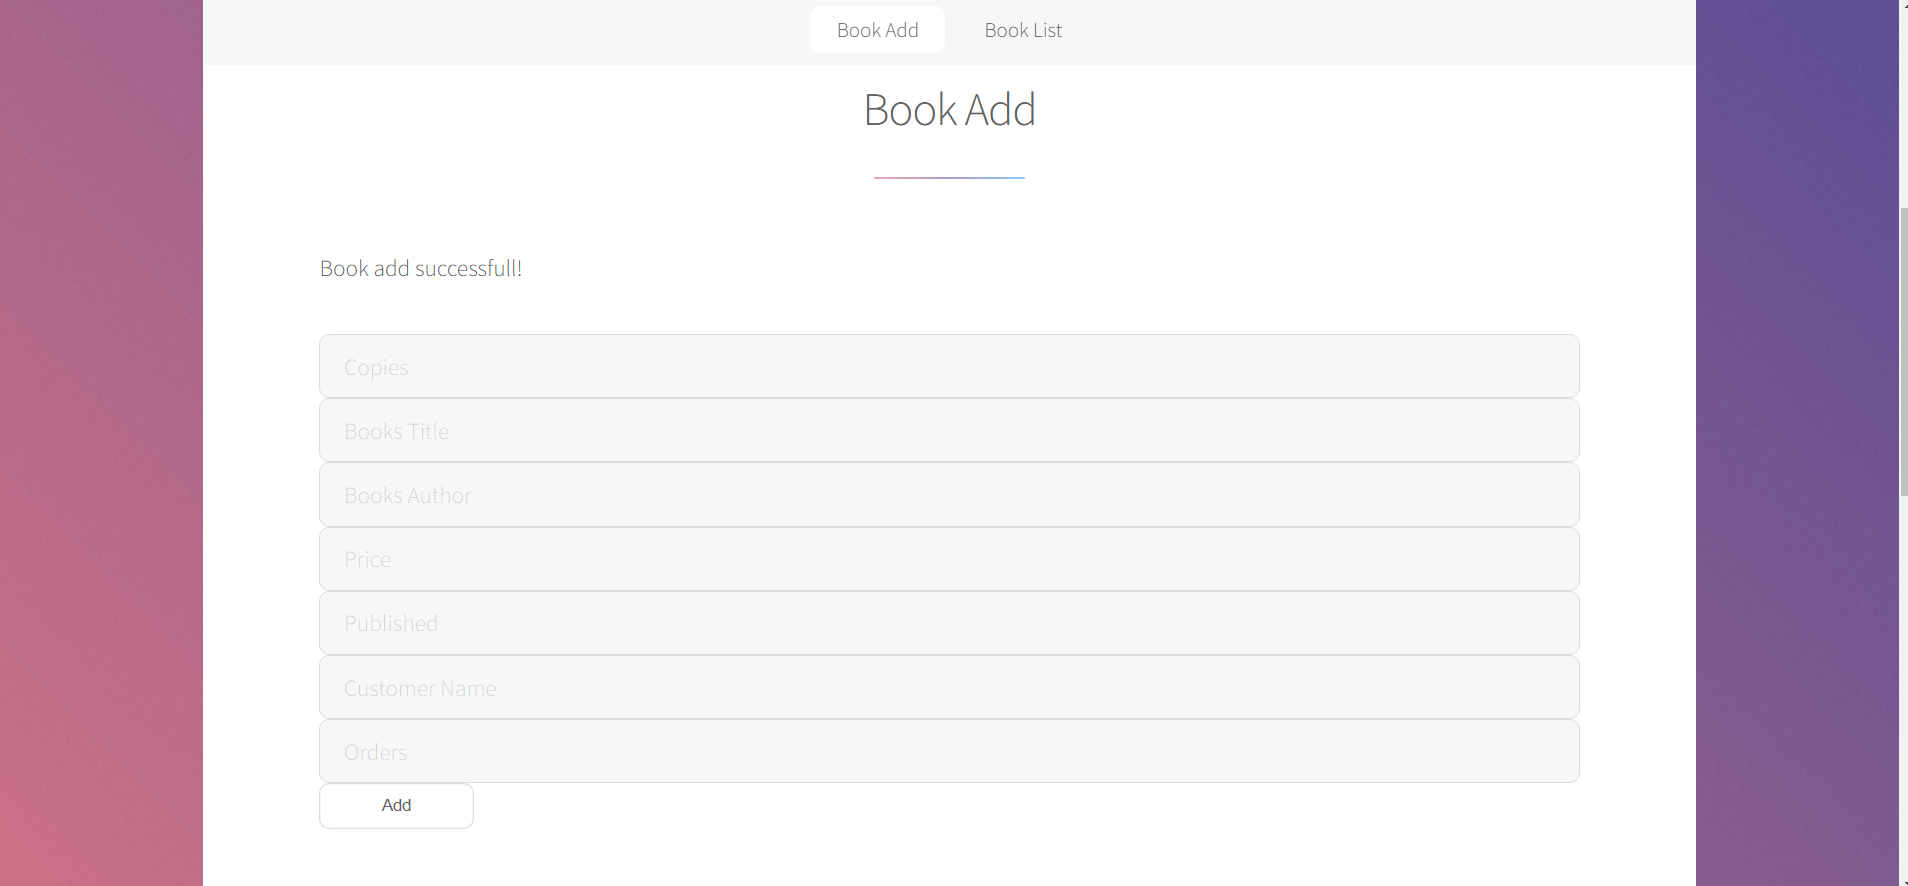 Book Add Book List
Book Add
Book add successfull!
Copies
Books Title
Books Author
Price
Published
Customer Name
Orders
Add